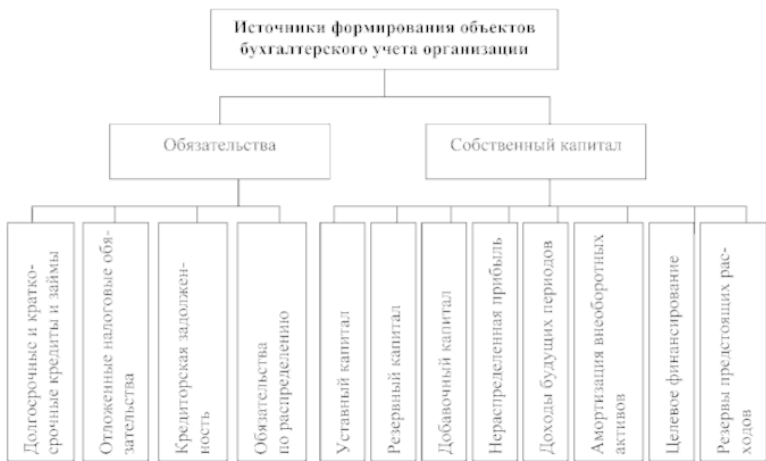 Источники формирования объектов
бухгалтерского учета организации
Обязательства
Собственный капитал
Долгосрочные и кратко-
срочные кредиты и займы
Отложенные налоговые обя-
зательства
Кредиторская задолжен-
ность
Обязательства
по распределению
Уставный капитал
Резервный капитал
Добавочный капитал
Нераспределенная прибыль
Доходы будущих периодов
Амортизация внеоборотных
активов
Целевое финансирование
Резервы предстоящих рас-
ходов